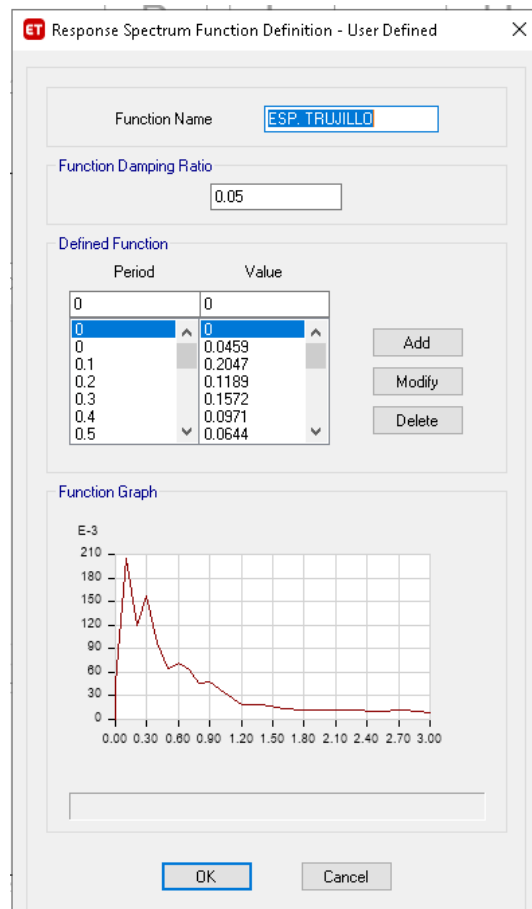 ET Response Spectrum Function Definition - User Defined
Function Name ESP. TRUJILLO
Function Damping Ratio
0.05
Defined Function
Period Value
0 0
0 0
0 0.0459
0.1 0.2047
0.2 0.1189
0.3 0.1572
0.4 0.0971
0.5 0.0644
Add
Modify
Delete
Function Graph
E-3
210
180
150
120
90
60
30
0
0.00 0.30 0.60 0.90 1.20 1.50 1.80 2.10 2.40 2.70 3.00
OK Cancel